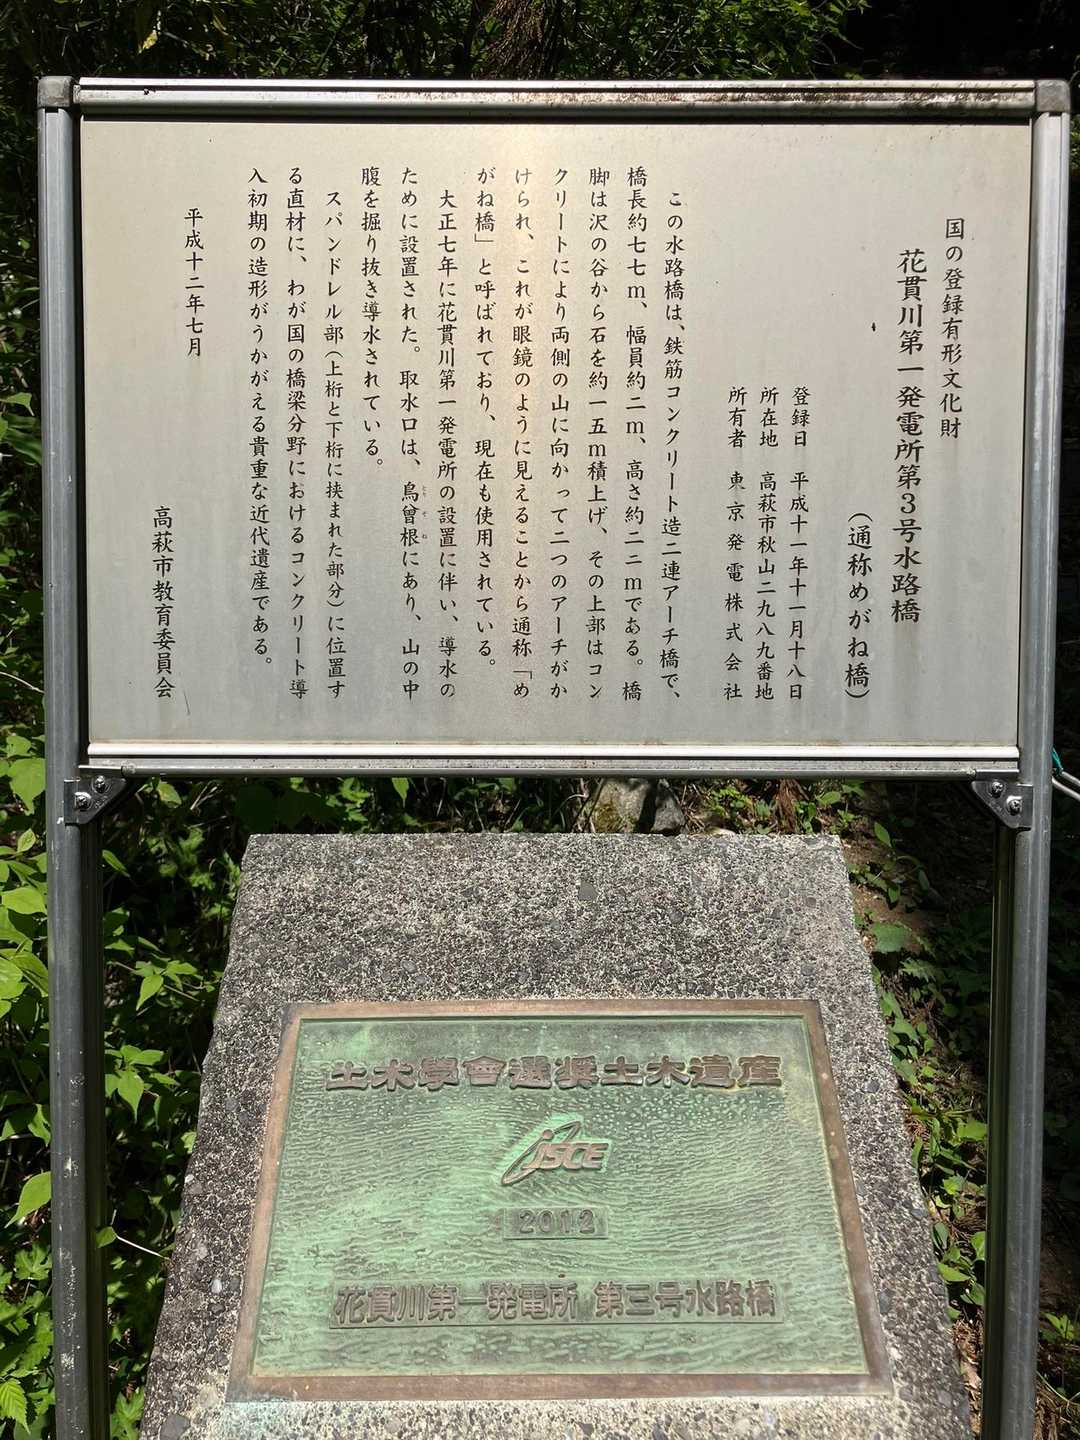 国の登録有形文化財
花貫川第一発電所第3号水路橋
（通称めがね橋）
登録日　平成十一年十一月十八日
所在地　高萩市秋山二九八九番地
所有者　東京発電株式会社
この水路橋は、鉄筋コンクリート造二連アーチ橋で、
橋長約七七ｍ、幅員約二ｍ、高さ約二二ｍである。橋
脚は沢の谷から石を約一五ｍ積上げ、その上部はコン
クリートにより両側の山に向かって二つのアーチがか
けられ、これが眼鏡のように見えることから通称「め
がね橋」と呼ばれており、現在も使用されている。
大正七年に花貫川第一発電所の設置に伴い、導水の
ために設置された。取水口は、鳥曾根にあり、山の中
とりそね
腹を掘り抜き導水されている。
スパンドレル部（上桁と下桁に挟まれた部分）に位置す
る直材に、わが国の橋梁分野におけるコンクリート導
入初期の造形がうかがえる貴重な近代遺産である。
平成十二年七月
高萩市教育委員会
土木學會選奨土木遺産
JSCE
2012
花貫川第一発電所 第三号水路橋